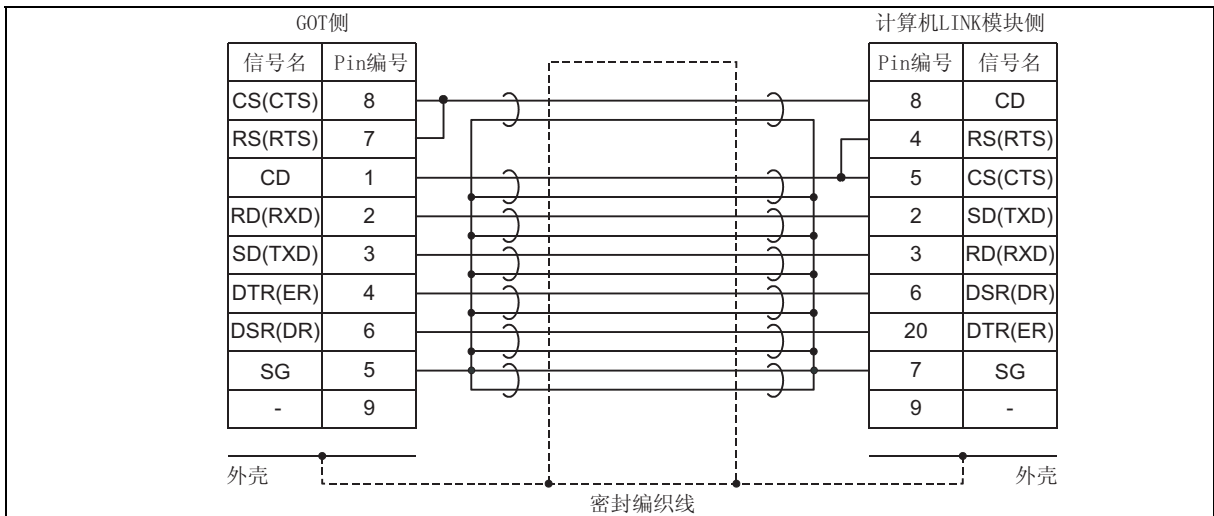 GOT侧 计算机LINK模块侧
信号名 Pin编号 Pin编号 信号名
CS(CTS) 8 8 CD
RS(RTS) 7 4 RS(RTS)
CD 1 5 CS(CTS)
RD(RXD) 2 2 SD(TXD)
SD(TXD) 3 3 RD(RXD)
DTR(ER) 4 6 DSR(DR)
DSR(DR) 6 20 DTR(ER)
SG 5 7 SG
- 9 9 -
外壳 外壳
密封编织线